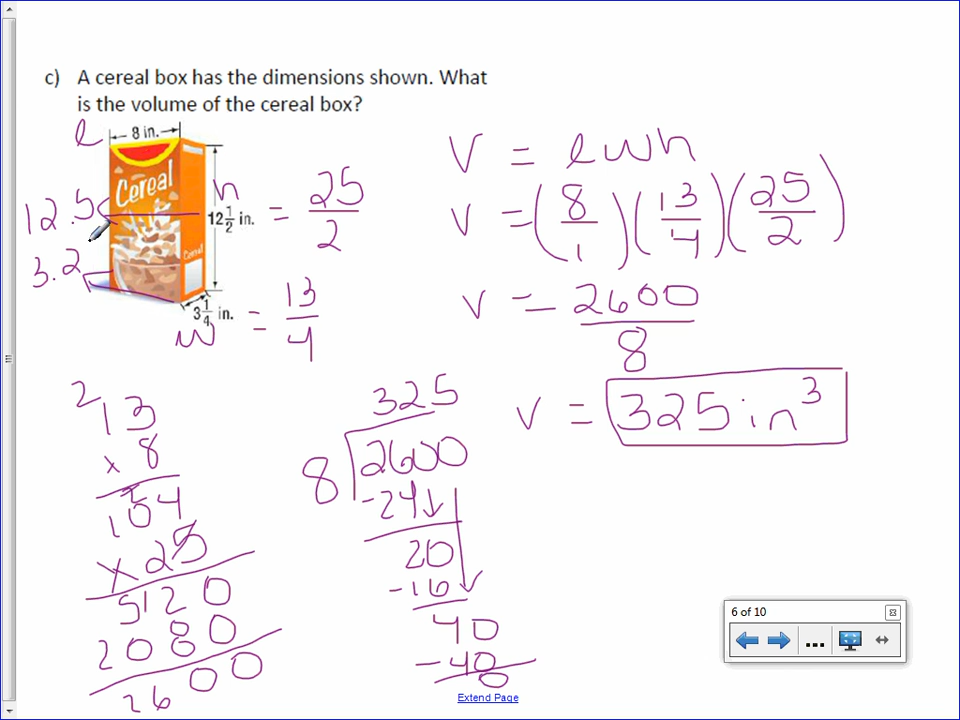 c) A cereal box has the dimensions shown. What
is the volume of the cereal box?
l
8 in.
Cereal
Cereal
h
12 1/2 in. = 25/2
12.5
3.2
3 1/4 in. = 13/4
w
V = lwh
V = (8/1)(13/4)(25/2)
V = 2600/8
V = 325 in³
2
13
x 8
104
x 25
520
2080
2600
325
8 2600
-24
20
-16
40
-40
0
Extend Page
6 of 10
...